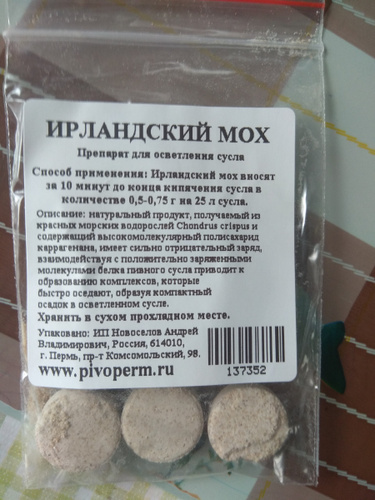 ИРЛАНДСКИЙ МОХ
Препарат для осветления сусла
Способ применения: Ирландский мох вносят
за 10 минут до конца кипячения сусла в
количестве 0,5-0,75 г на 25 л сусла.
Описание: натуральный продукт, получаемый из
красных морских водорослей Chondrus crispus и
содержащий высокомолекулярный полисахарид
каррагенана, имеет сильно отрицательный заряд,
взаимодействуя с положительно заряженными
молекулами белка пивного сусла приводит к
образованию комплексов, которые
быстро оседают, образуя компактный
осадок в осветленном сусле.
Хранить в сухом прохладном месте.
Упаковано: ИП Новоселов Андрей
Владимирович, Россия, 614010,
г. Пермь, пр-т Комсомольский, 98.
www.pivoperm.ru
137352